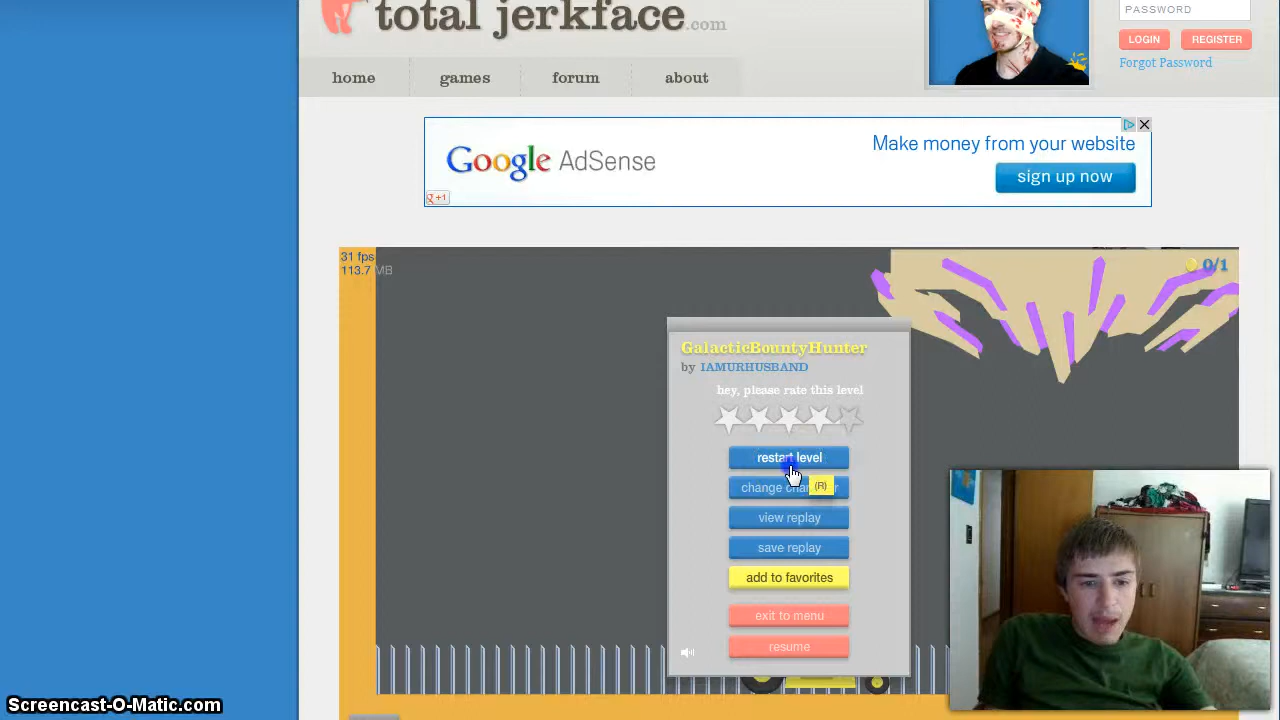 total jerkface.com
PASSWORD
LOGIN
REGISTER
Forgot Password
home
games
forum
about
Google AdSense
Make money from your website
sign up now
g +1
31 fps
113.7 MB
0/1
GalacticBountyHunter
by IAMURHUSBAND
hey, please rate this level
restart level
(R)
view replay
save replay
add to favorites
exit to menu
resume
Screencast-O-Matic.com